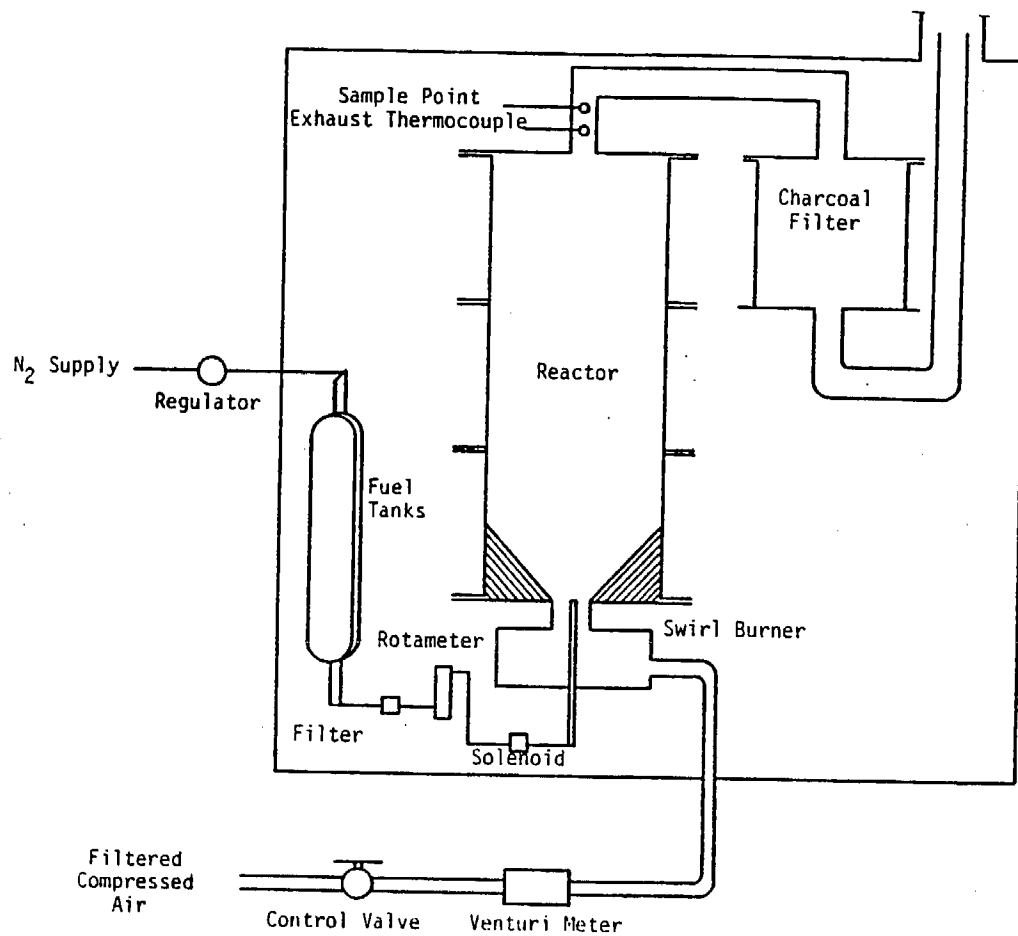 Sample Point
Exhaust Thermocouple
Charcoal
Filter
N2 Supply
Regulator
Reactor
Fuel
Tanks
Rotameter
Swirl Burner
Filter
Solenoid
Filtered
Compressed
Air
Control Valve
Venturi Meter